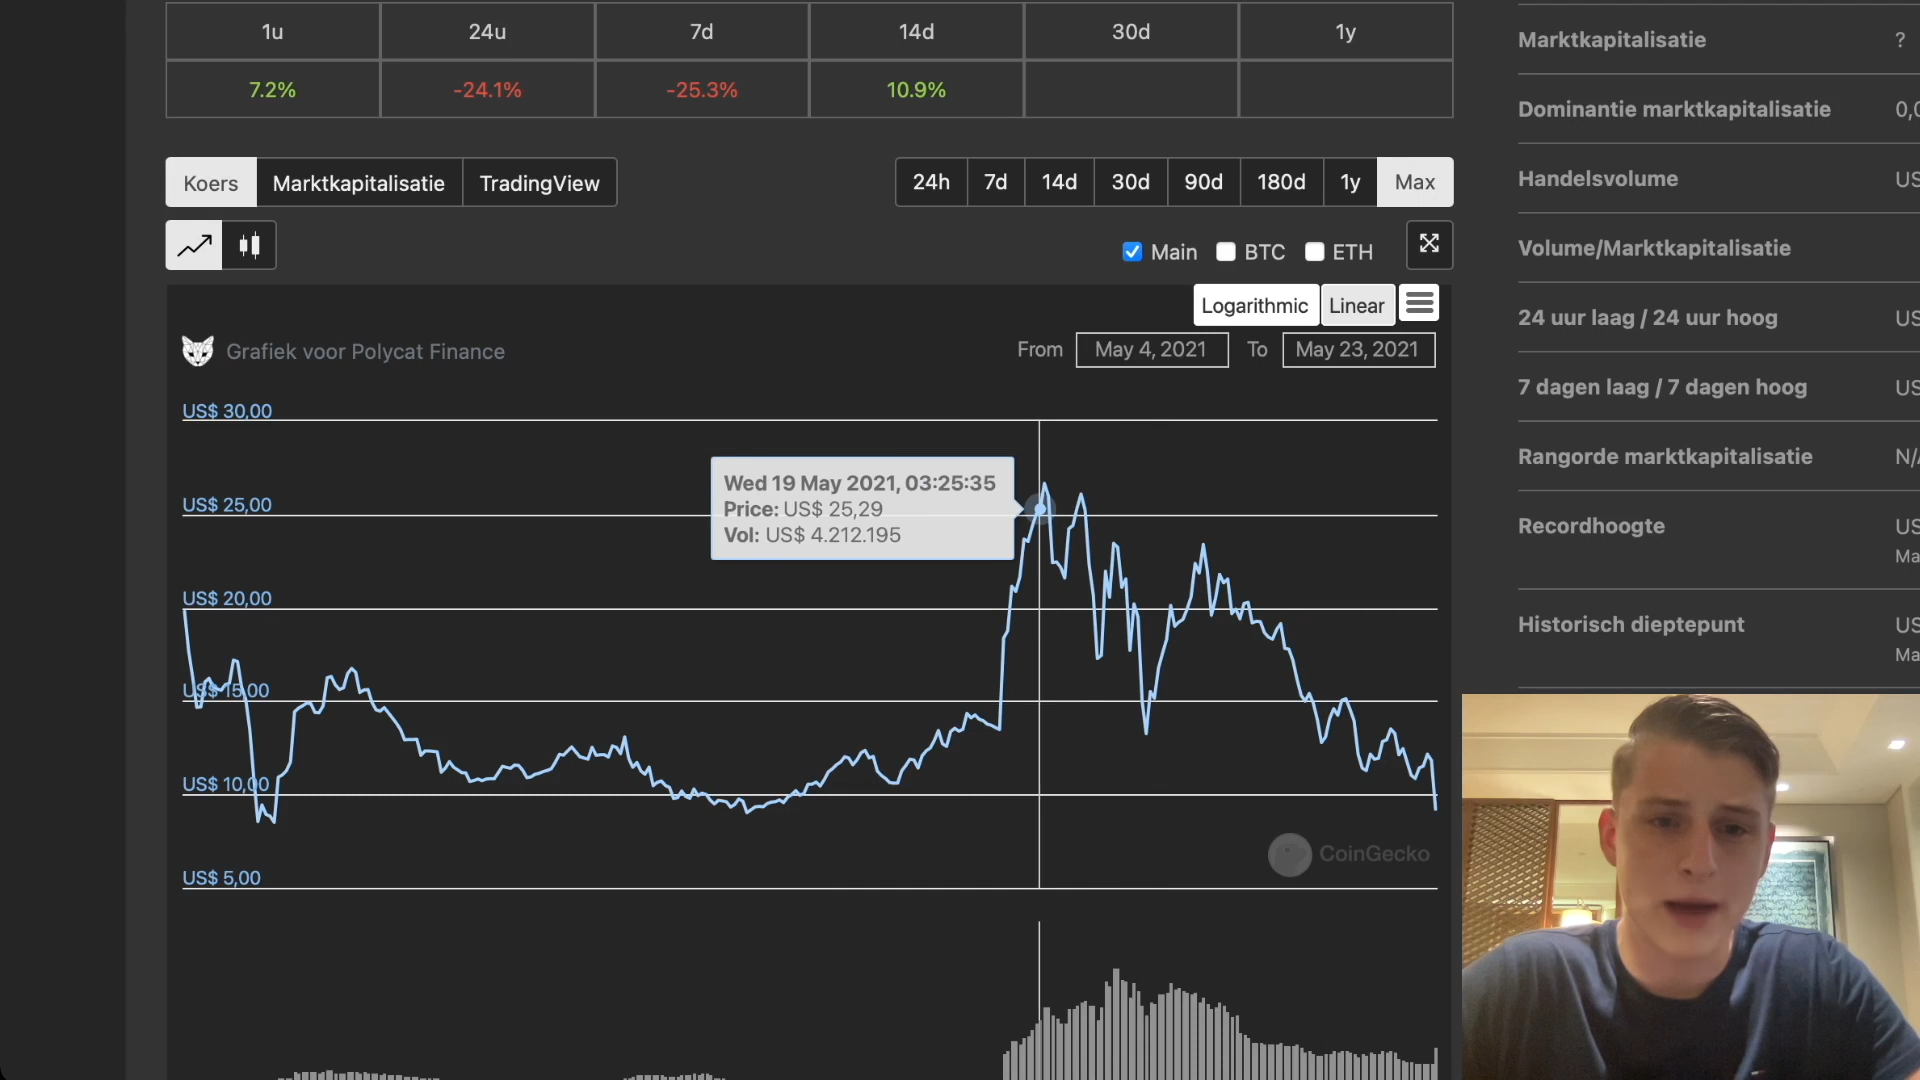 1u 24u 7d 14d 30d 1y
7.2% -24.1% -25.3% 10.9%
Koers Marktkapitalisatie TradingView
24h 7d 14d 30d 90d 180d 1y Max
Main BTC ETH
Logarithmic Linear
Grafiek voor Polycat Finance
From May 4, 2021 To May 23, 2021
US$ 30,00
US$ 25,00
US$ 20,00
US$ 15,00
US$ 10,00
US$ 5,00
Wed 19 May 2021, 03:25:35
Price: US$ 25,29
Vol: US$ 4.212.195
CoinGecko
Marktkapitalisatie ?
Dominantie marktkapitalisatie
Handelsvolume
Volume/Marktkapitalisatie
24 uur laag / 24 uur hoog
7 dagen laag / 7 dagen hoog
Rangorde marktkapitalisatie
Recordhoogte
Historisch dieptepunt